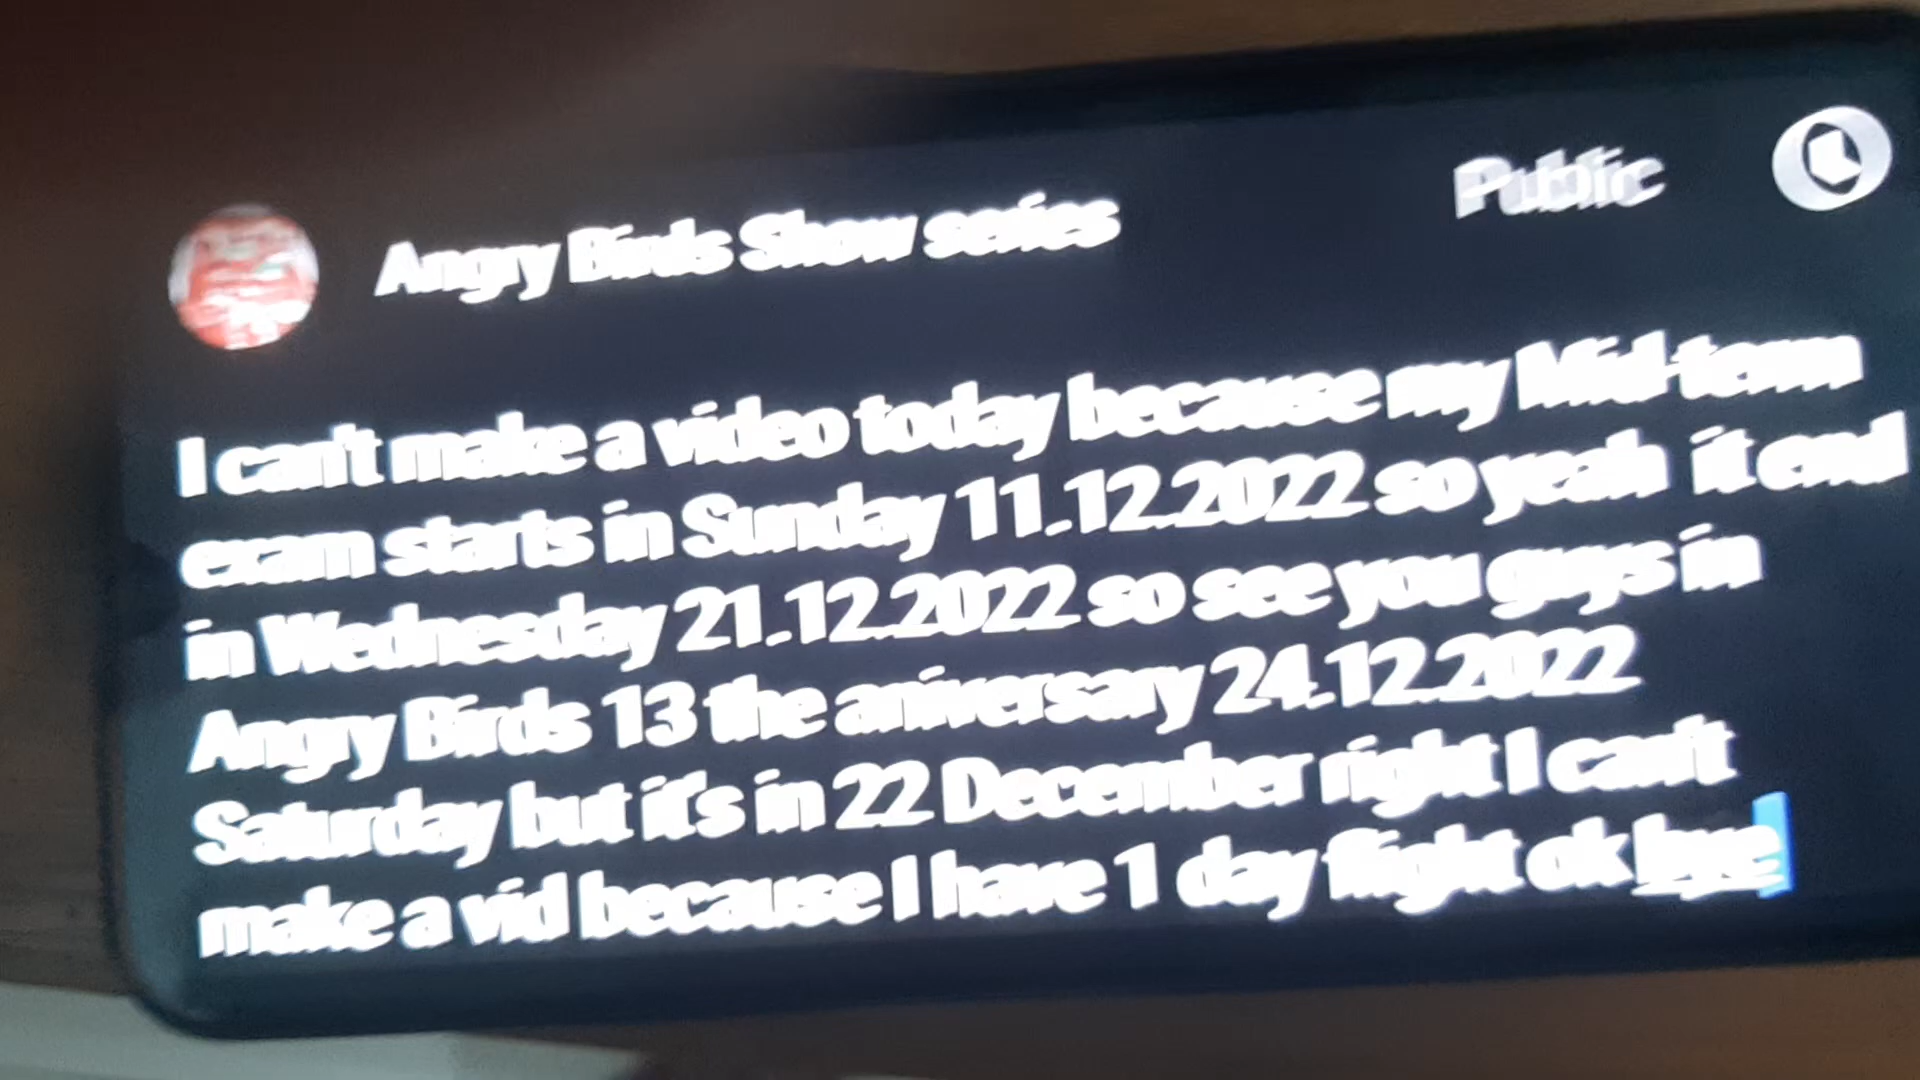 Angry Birds Show series
Public
I can't make a video today because my Mid-term
exam starts in Sunday 11.12.2022 so yeah it end
in Wednesday 21.12.2022 so see you guys in
Angry Birds 13 the aniversary 24.12.2022
Saturday but it's in 22 December right I can't
make a vid because I have 1 day flight ok bye